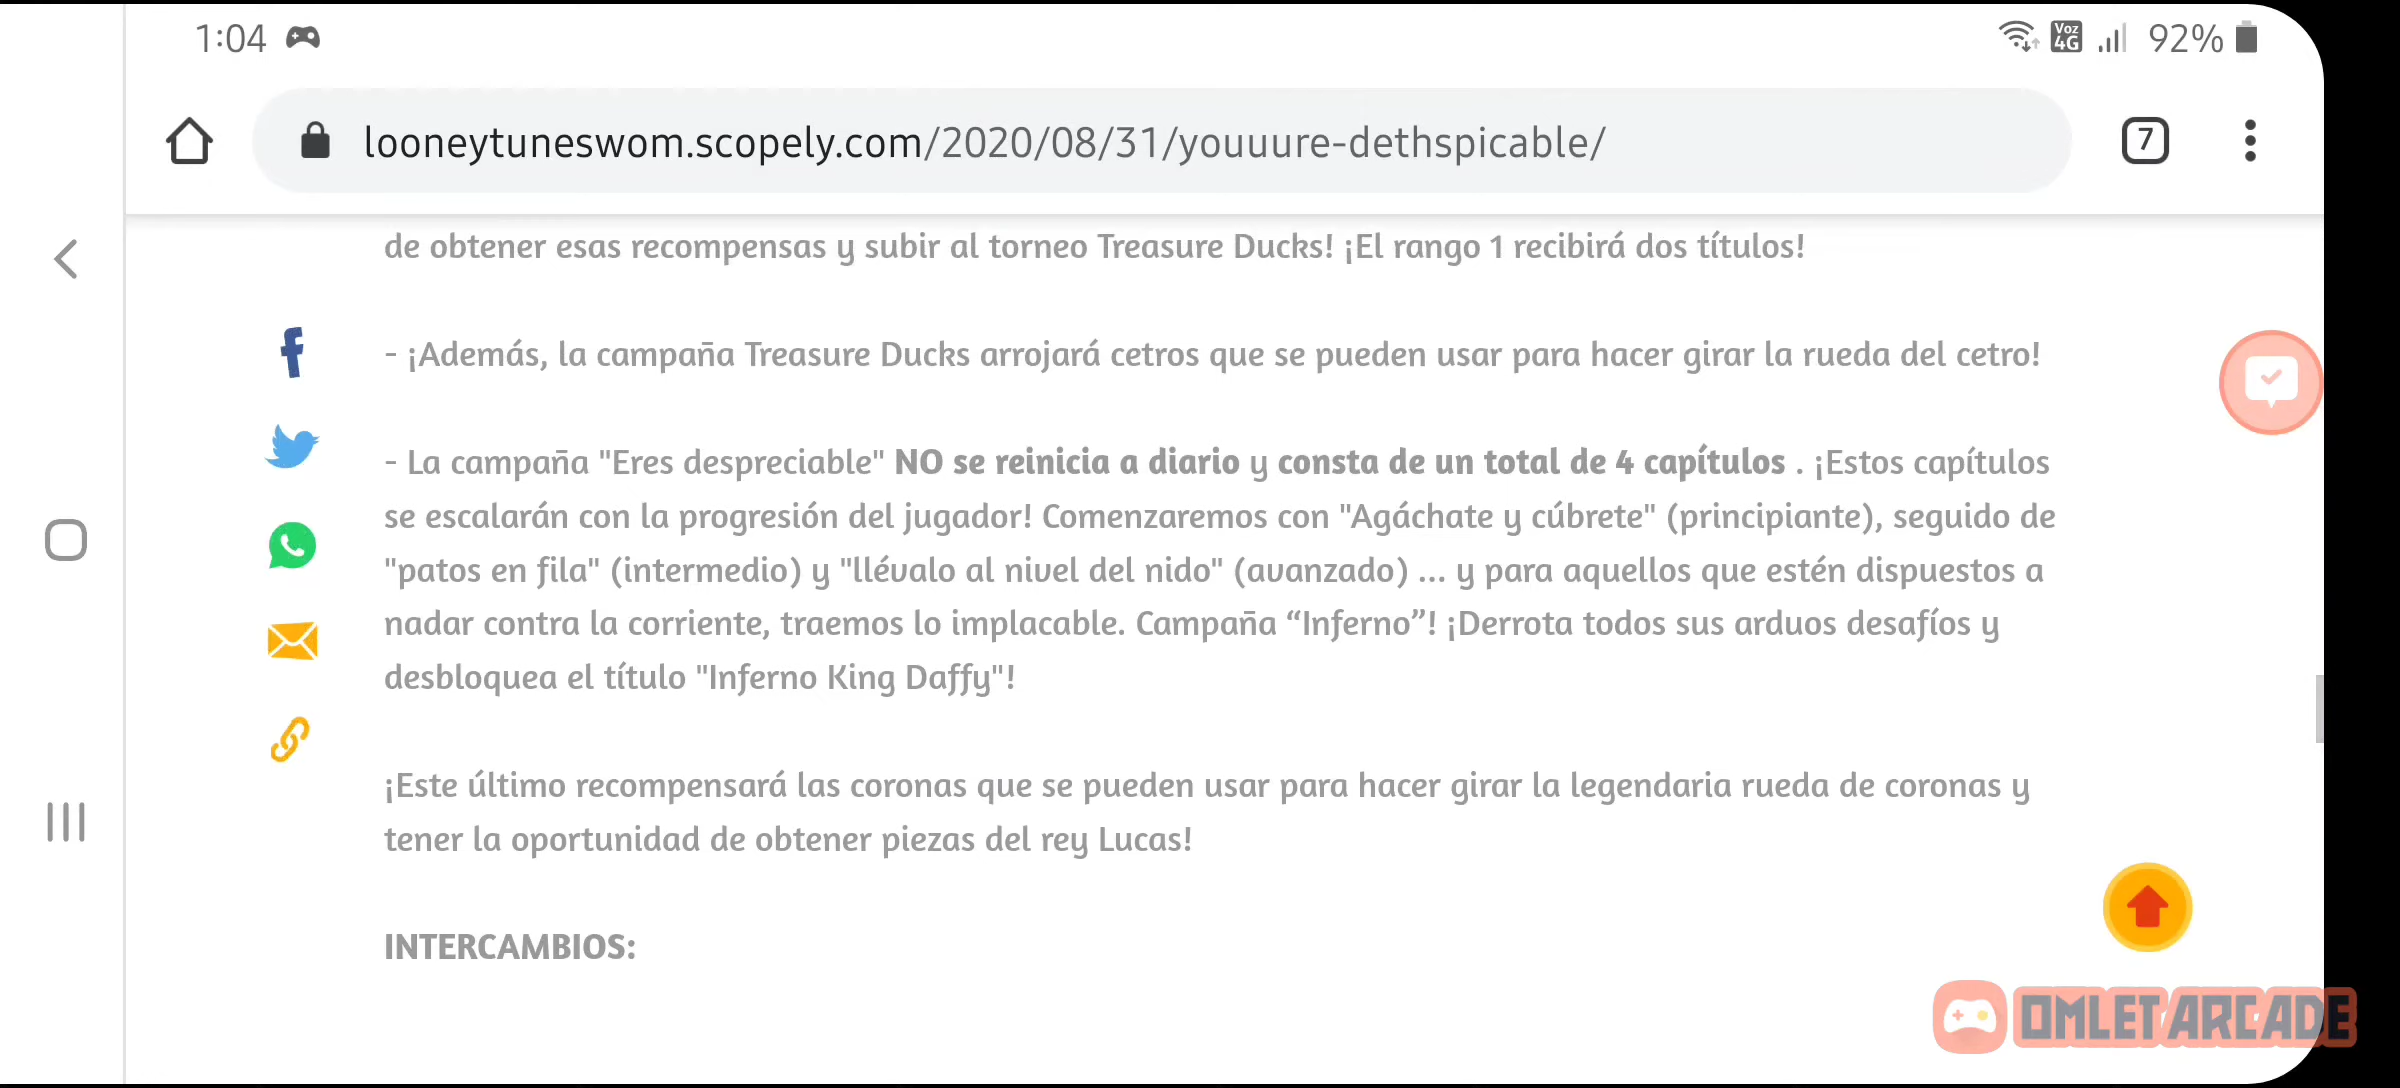 1:04
Voz 4G 92%
looneytuneswom.scopely.com/2020/08/31/youuure-dethspicable/
7
de obtener esas recompensas y subir al torneo Treasure Ducks! ¡El rango 1 recibirá dos títulos!
- ¡Además, la campaña Treasure Ducks arrojará cetros que se pueden usar para hacer girar la rueda del cetro!
- La campaña "Eres despreciable" NO se reinicia a diario y consta de un total de 4 capítulos . ¡Estos capítulos
se escalarán con la progresión del jugador! Comenzaremos con "Agáchate y cúbrete" (principiante), seguido de
"patos en fila" (intermedio) y "llévalo al nivel del nido" (avanzado) ... y para aquellos que estén dispuestos a
nadar contra la corriente, traemos lo implacable. Campaña “Inferno”! ¡Derrota todos sus arduos desafíos y
desbloquea el título "Inferno King Daffy"!
¡Este último recompensará las coronas que se pueden usar para hacer girar la legendaria rueda de coronas y
tener la oportunidad de obtener piezas del rey Lucas!
INTERCAMBIOS:
OMLET ARCADE